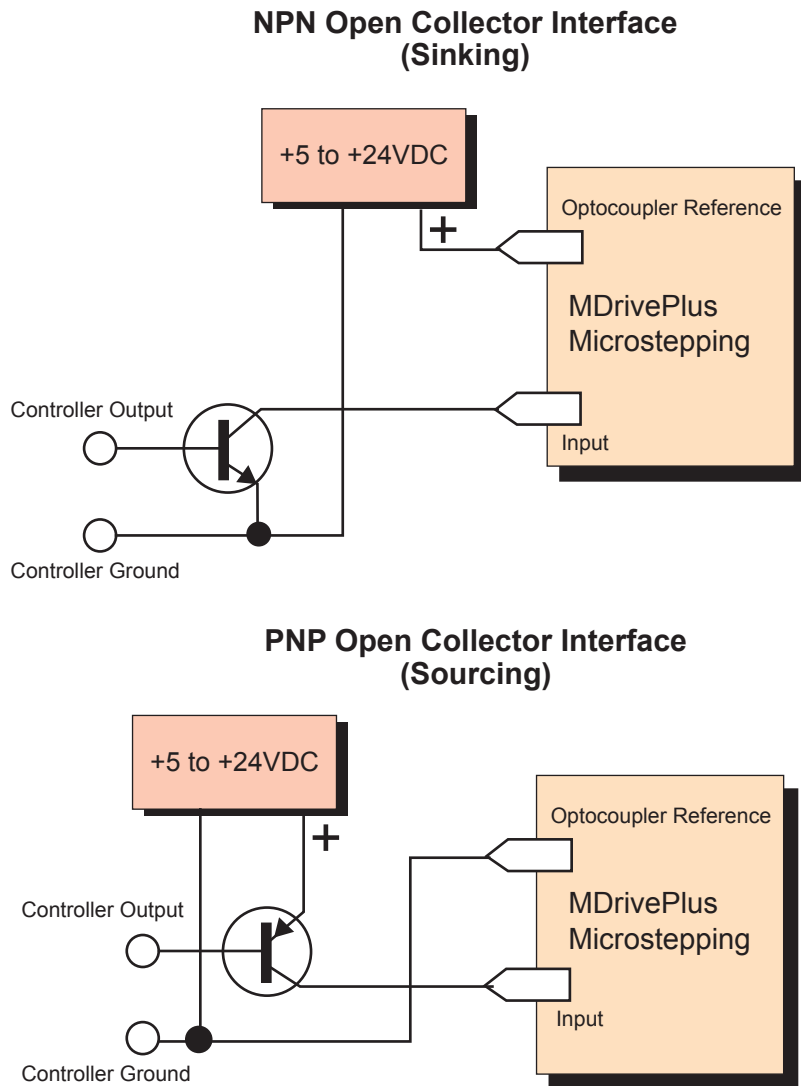 NPN Open Collector Interface
(Sinking)
+5 to +24VDC
+
Optocoupler Reference
MDrivePlus
Microstepping
Controller Output
Input
Controller Ground
PNP Open Collector Interface
(Sourcing)
+5 to +24VDC
+
Optocoupler Reference
MDrivePlus
Microstepping
Controller Output
Input
Controller Ground